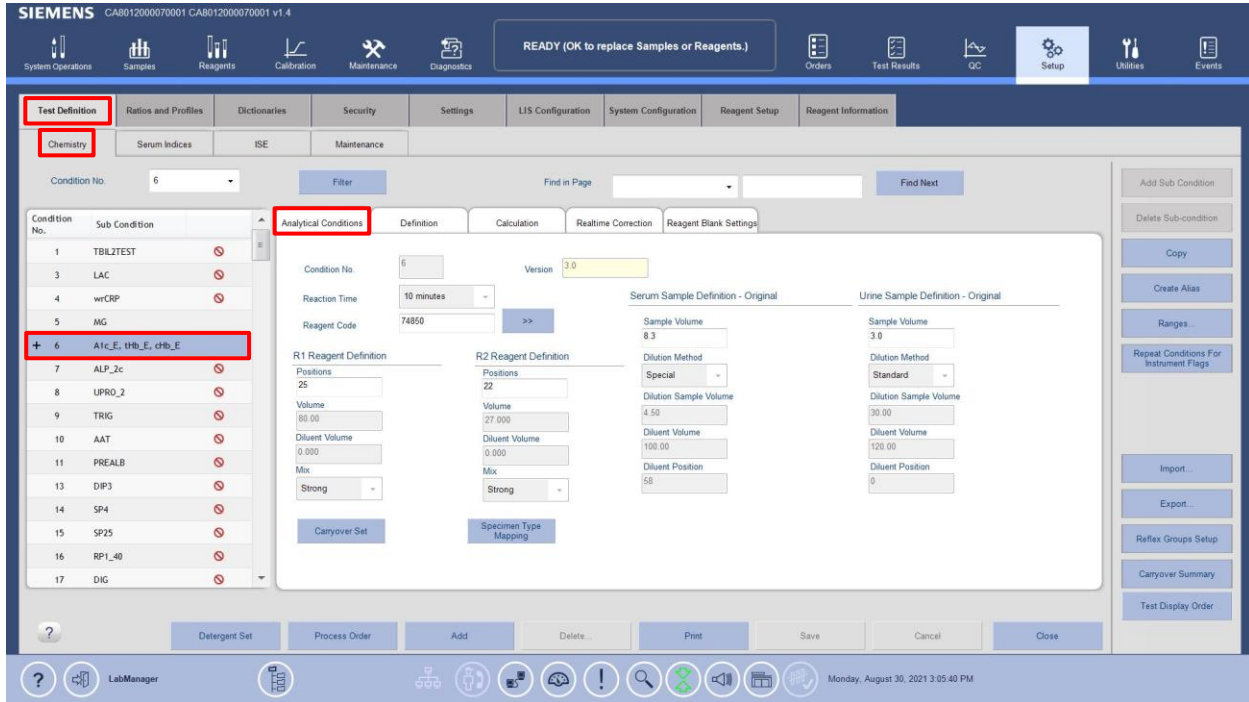 SIEMENS CA8012000070001 CA8012000070001 v1.4
System Operations
Samples
Reagents
Calibration
Maintenance
Diagnostics
READY (OK to replace Samples or Reagents.)
Orders
Test Results
QC
Setup
Utilities
Events
Test Definition Ratios and Profiles Dictionaries Security Settings LIS Configuration System Configuration Reagent Setup Reagent Information
Chemistry Serum Indices ISE Maintenance
Condition No. 6 Filter Find in Page Find Next
Condition No. Sub Condition
1 TBIL2TEST
3 LAC
4 wrCRP
5 MG
+ 6 A1c_E, tHb_E, cHb_E
7 ALP_2c
8 UPRO_2
9 TRIG
10 AAT
11 PREALB
13 DIP3
14 SP4
15 SP25
16 RP1_40
17 DIG
Analytical Conditions Definition Calculation Realtime Correction Reagent Blank Settings
Condition No. 6 Version 3.0
Reaction Time 10 minutes
Reagent Code 74850 >>
R1 Reagent Definition
Positions
25
Volume
80.00
Diluent Volume
0.000
Mix
Strong
Carryover Set
R2 Reagent Definition
Positions
22
Volume
27.000
Diluent Volume
0.000
Mix
Strong
Specimen Type Mapping
Serum Sample Definition - Original
Sample Volume
8.3
Dilution Method
Special
Dilution Sample Volume
4.50
Diluent Volume
100.00
Diluent Position
58
Urine Sample Definition - Original
Sample Volume
3.0
Dilution Method
Standard
Dilution Sample Volume
30.00
Diluent Volume
120.00
Diluent Position
0
Add Sub Condition
Delete Sub-condition
Copy
Create Alias
Ranges...
Repeat Conditions For Instrument Flags
Import...
Export...
Reflex Groups Setup
Carryover Summary
Test Display Order
? Detergent Set Process Order Add Delete... Print Save Cancel Close
? LabManager ! Monday, August 30, 2021 3:05:40 PM